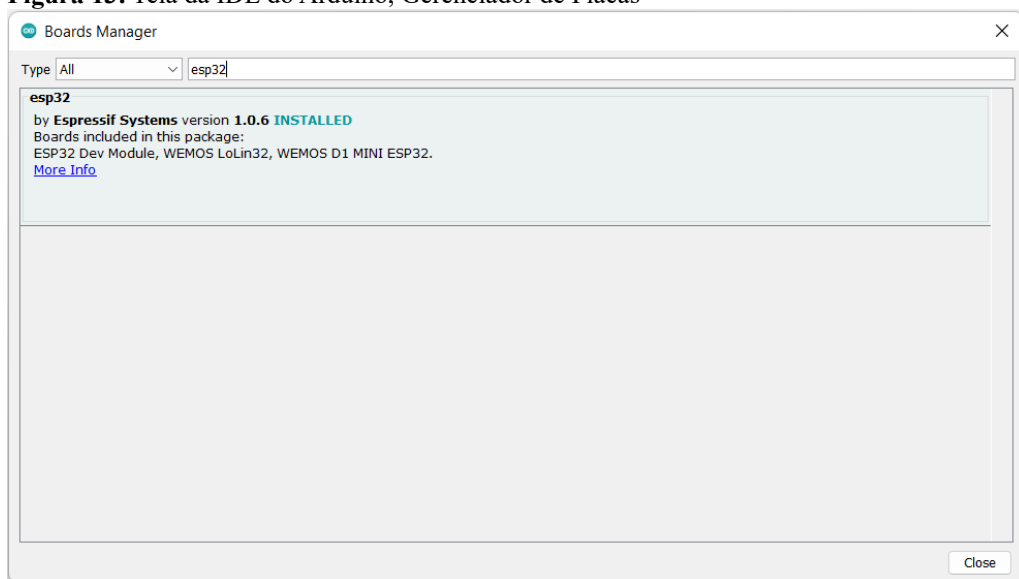 Figura 15: Tela da IDE do Arduino, Gerenciador de Placas
Boards Manager
Type All esp32
esp32
by Espressif Systems version 1.0.6 INSTALLED
Boards included in this package:
ESP32 Dev Module, WEMOS LoLin32, WEMOS D1 MINI ESP32.
More Info
Close